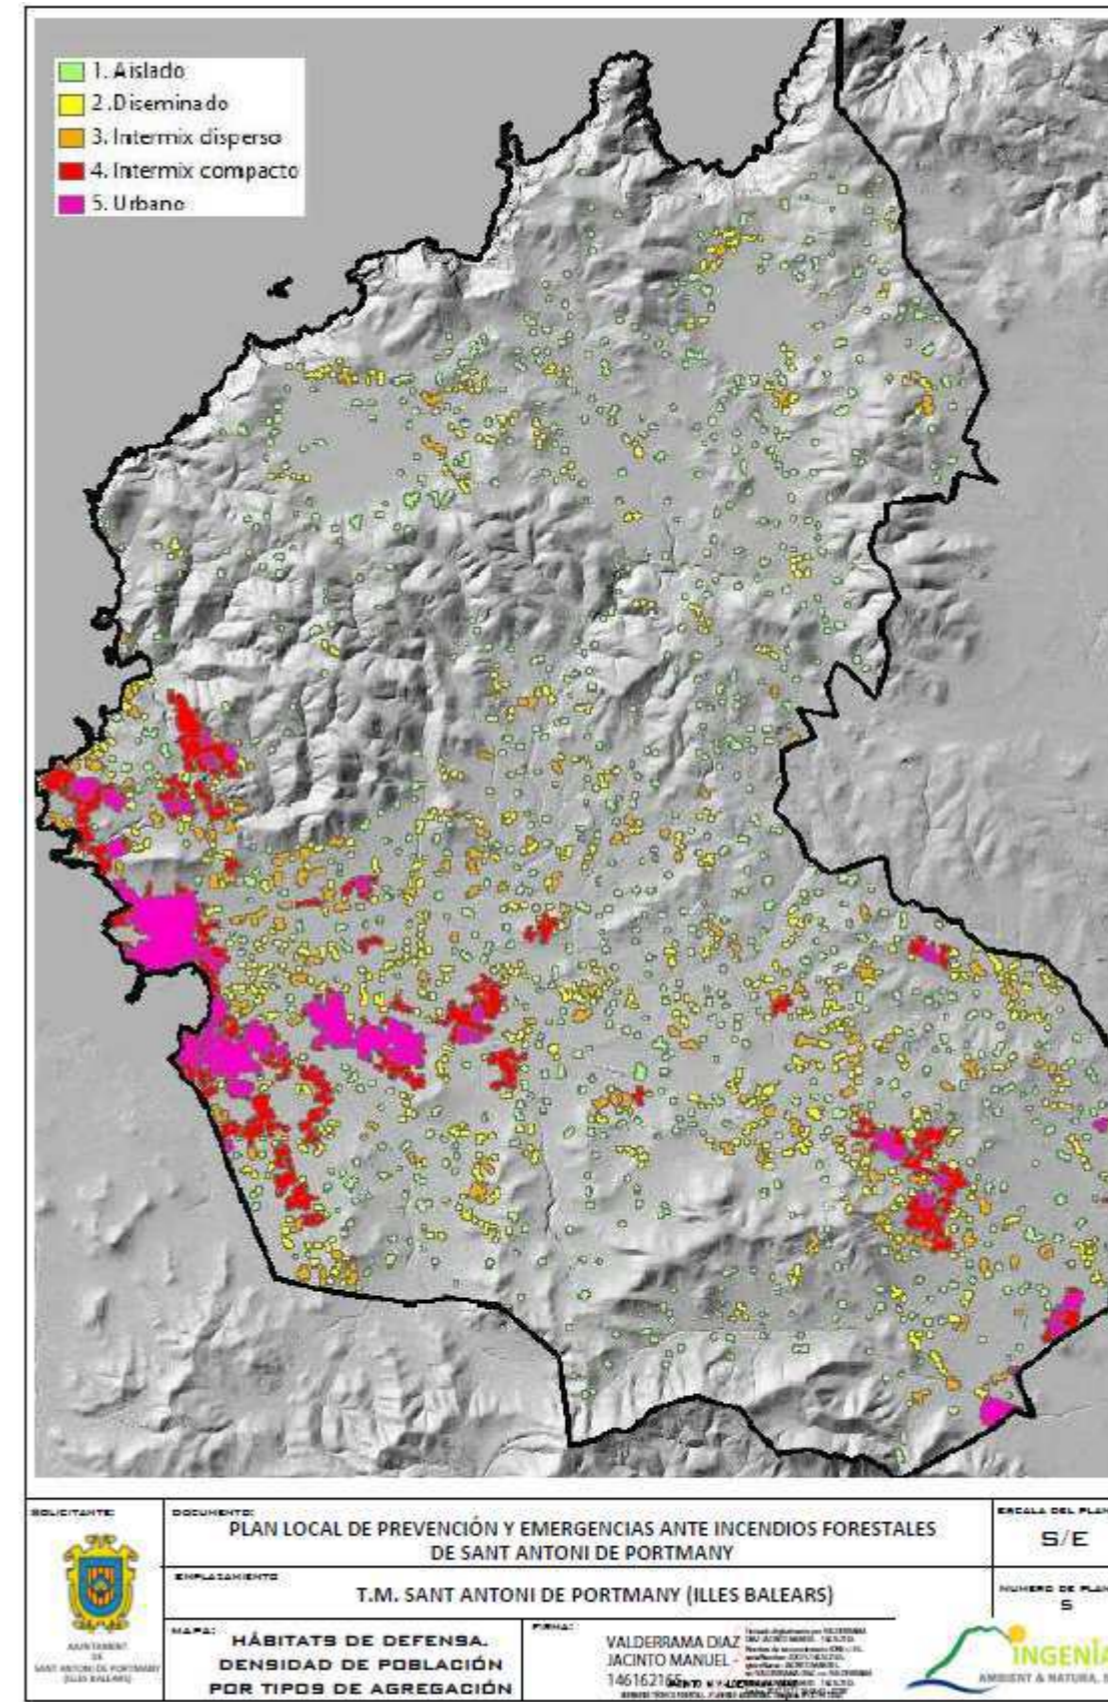 1. Aislado
2. Diseminado
3. Intermix disperso
4. Intermix compacto
5. Urbano
SOLICITANTE:
AJUNTAMENT
DE
SANT ANTONI DE PORTMANY
(ILLES BALEARS)
DOCUMENTO:
PLAN LOCAL DE PREVENCIÓN Y EMERGENCIAS ANTE INCENDIOS FORESTALES
DE SANT ANTONI DE PORTMANY
EMPLAZAMIENTO
T.M. SANT ANTONI DE PORTMANY (ILLES BALEARS)
MAPA:
HÁBITATS DE DEFENSA.
DENSIDAD DE POBLACIÓN
POR TIPOS DE AGREGACIÓN
FIRMA:
VALDERRAMA DIAZ
JACINTO MANUEL -
14616216S
ESCALA DEL PLAN
S/E
NUMERO DE PLAN
5
INGENIA
AMBIENT & NATURA, S